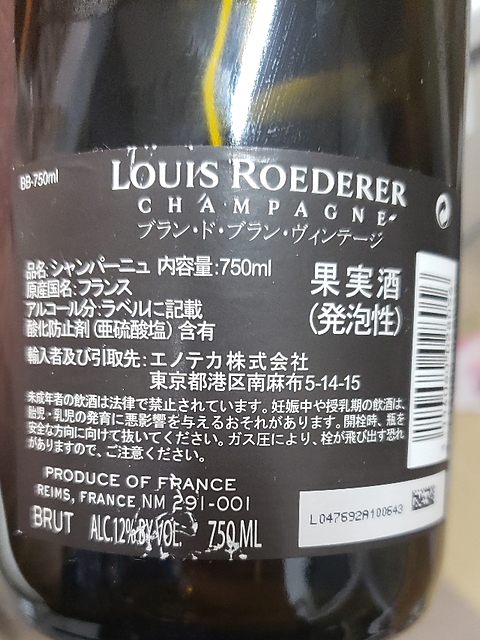 BB-750ml
LOUIS ROEDERER
CHAMPAGNE
ブラン・ド・ブラン・ヴィンテージ
品名:シャンパーニュ 内容量:750ml
原産国名:フランス
アルコール分:ラベルに記載
酸化防止剤(亜硫酸塩)含有
果実酒
(発泡性)
輸入者及び引取先:エノテカ株式会社
東京都港区南麻布5-14-15
未成年者の飲酒は法律で禁止されています。妊娠中や授乳期の飲酒は、
胎児・乳児の発育に悪影響を与えるおそれがあります。開栓時、瓶を
安全な方向に向けて抜いてください。ガス圧により、栓が飛び出す恐れ
がありますので、ご注意ください。
PRODUCE OF FRANCE
REIMS, FRANCE NM 291-001
BRUT ALC.12% BY VOL. 750 ML
L047692A100643